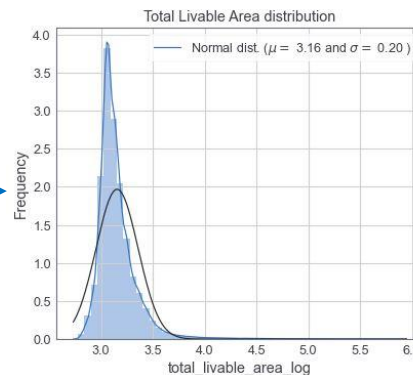 Total Livable Area distribution
Normal dist. (μ = 3.16 and σ = 0.20 )
4.0
3.5
3.0
2.5
2.0
1.5
1.0
0.5
0.0
Frequency
3.0 3.5 4.0 4.5 5.0 5.5 6.
total_livable_area_log